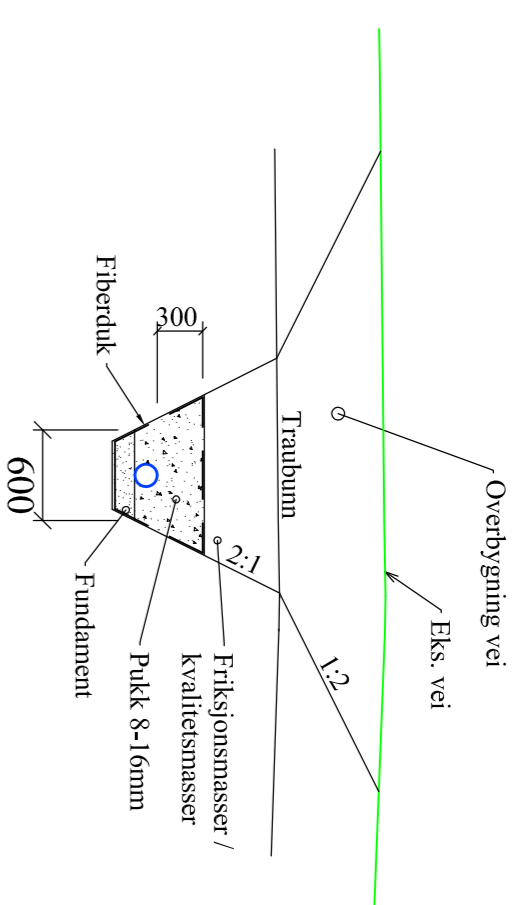 Overbygning vei
Eks. vei
1:2
Traubunn
2:1
Friksjonsmasser /
kvalitetsmasser
300
Pukk 8-16mm
Fiberduk
Fundament
600